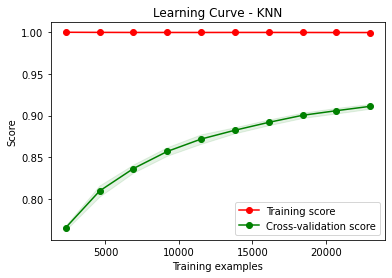 Learning Curve - KNN
1.00
0.95
0.90
0.85
0.80
Score
5000 10000 15000 20000
Training examples
Training score
Cross-validation score